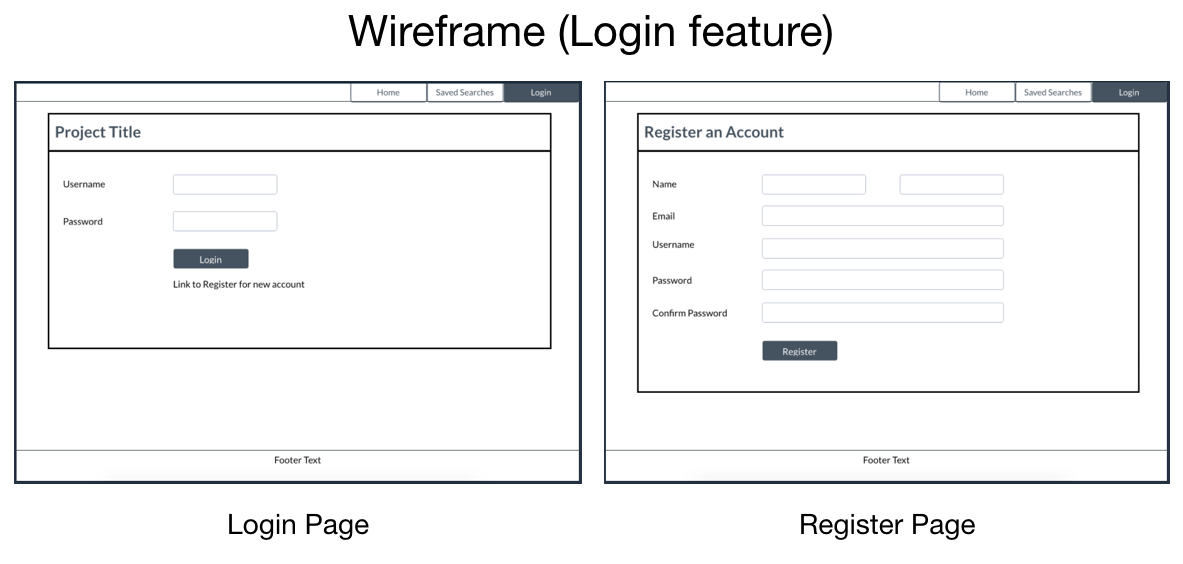 Wireframe (Login feature)
Home Saved Searches Login
Project Title
Username
Password
Login
Link to Register for new account
Footer Text
Login Page
Home Saved Searches Login
Register an Account
Name
Email
Username
Password
Confirm Password
Register
Footer Text
Register Page